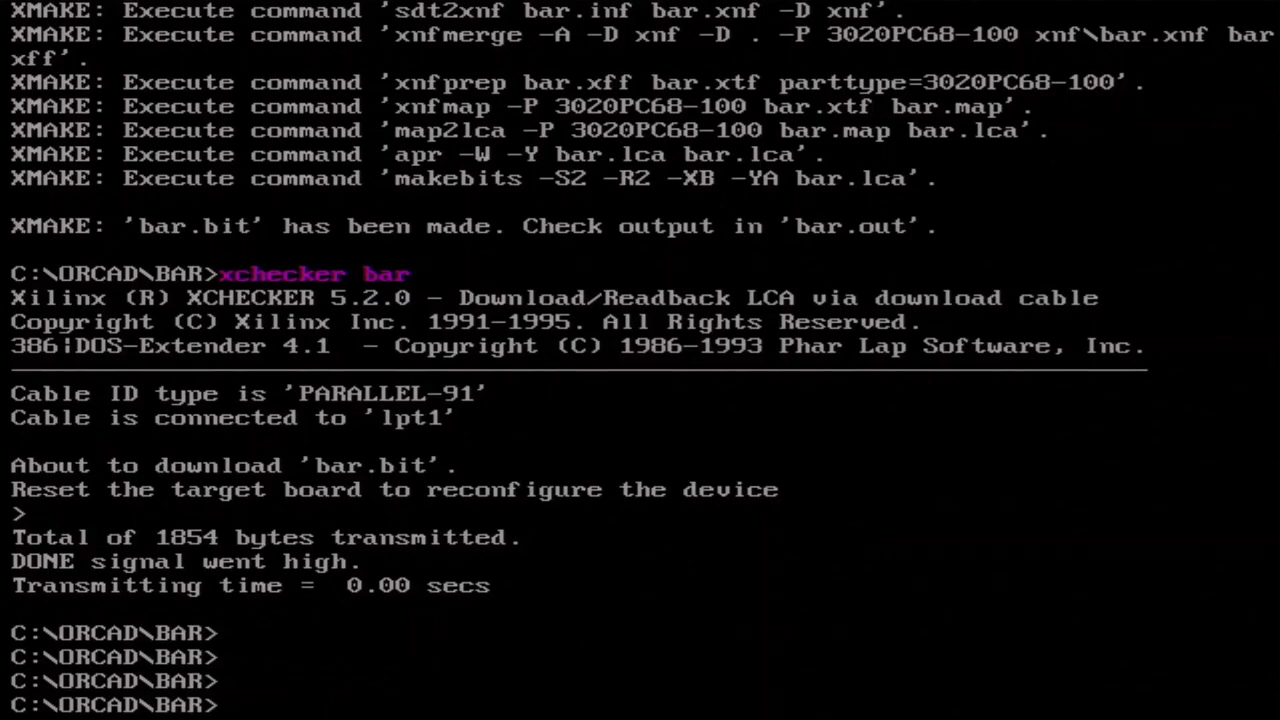 XMAKE: Execute command 'sdt2xnf bar.inf bar.xnf -D xnf'.
XMAKE: Execute command 'xnfmerge -A -D xnf -D . -P 3020PC68-100 xnf\bar.xnf bar
xff'.
XMAKE: Execute command 'xnfprep bar.xff bar.xtf parttype=3020PC68-100'.
XMAKE: Execute command 'xnfmap -P 3020PC68-100 bar.xtf bar.map'.
XMAKE: Execute command 'map2lca -P 3020PC68-100 bar.map bar.lca'.
XMAKE: Execute command 'apr -W -Y bar.lca bar.lca'.
XMAKE: Execute command 'makebits -S2 -R2 -XB -YA bar.lca'.
XMAKE: 'bar.bit' has been made. Check output in 'bar.out'.
C:\ORCAD\BAR>xchecker bar
Xilinx (R) XCHECKER 5.2.0 - Download/Readback LCA via download cable
Copyright (C) Xilinx Inc. 1991-1995. All Rights Reserved.
386|DOS-Extender 4.1  - Copyright (C) 1986-1993 Phar Lap Software, Inc.
Cable ID type is 'PARALLEL-91'
Cable is connected to 'lpt1'
About to download 'bar.bit'.
Reset the target board to reconfigure the device
>
Total of 1854 bytes transmitted.
DONE signal went high.
Transmitting time =  0.00 secs
C:\ORCAD\BAR>
C:\ORCAD\BAR>
C:\ORCAD\BAR>
C:\ORCAD\BAR>